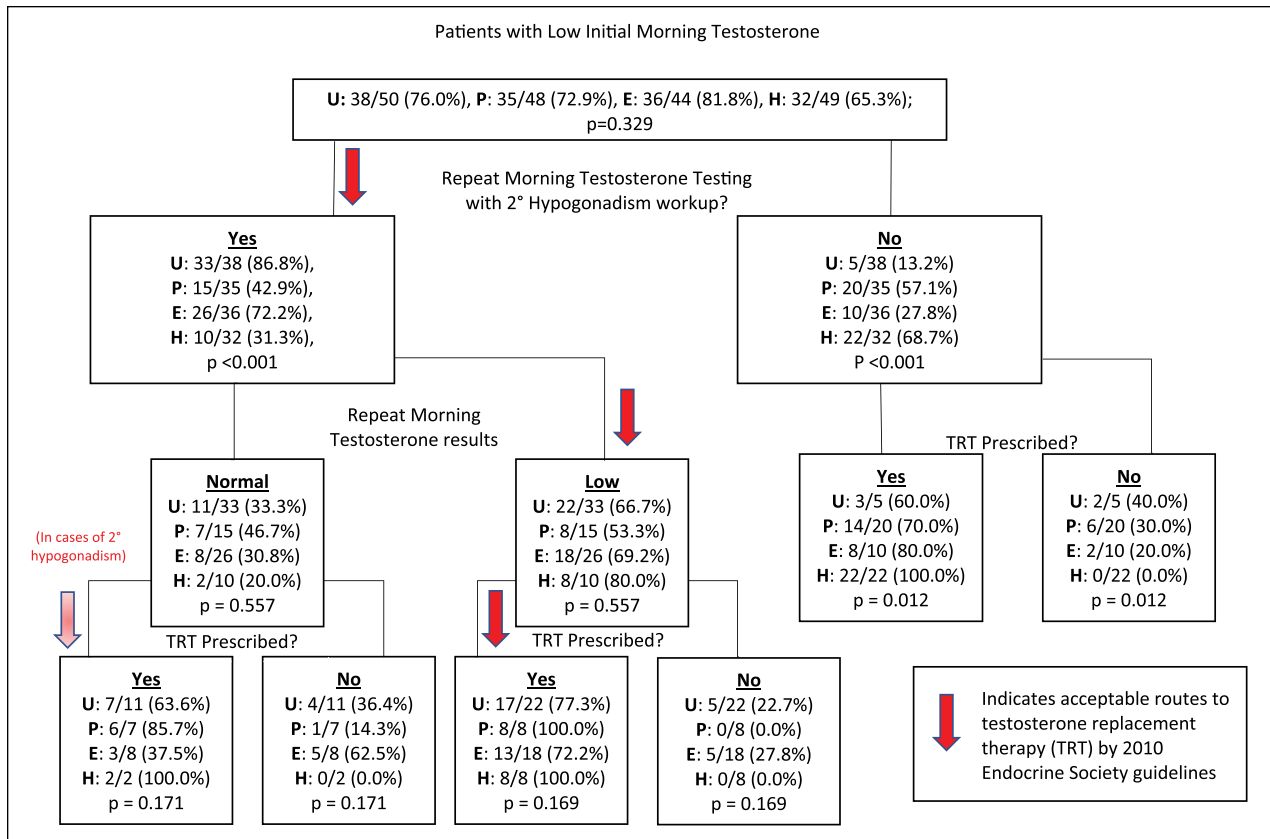 Patients with Low Initial Morning Testosterone
U: 38/50 (76.0%), P: 35/48 (72.9%), E: 36/44 (81.8%), H: 32/49 (65.3%);
p=0.329
Repeat Morning Testosterone Testing
with 2° Hypogonadism workup?
Yes
U: 33/38 (86.8%),
P: 15/35 (42.9%),
E: 26/36 (72.2%),
H: 10/32 (31.3%),
p <0.001
No
U: 5/38 (13.2%)
P: 20/35 (57.1%)
E: 10/36 (27.8%)
H: 22/32 (68.7%)
P <0.001
Repeat Morning
Testosterone results
TRT Prescribed?
Normal
U: 11/33 (33.3%)
P: 7/15 (46.7%)
E: 8/26 (30.8%)
H: 2/10 (20.0%)
p = 0.557
Low
U: 22/33 (66.7%)
P: 8/15 (53.3%)
E: 18/26 (69.2%)
H: 8/10 (80.0%)
p = 0.557
Yes
U: 3/5 (60.0%)
P: 14/20 (70.0%)
E: 8/10 (80.0%)
H: 22/22 (100.0%)
p = 0.012
No
U: 2/5 (40.0%)
P: 6/20 (30.0%)
E: 2/10 (20.0%)
H: 0/22 (0.0%)
p = 0.012
(In cases of 2°
hypogonadism)
TRT Prescribed?
TRT Prescribed?
Yes
U: 7/11 (63.6%)
P: 6/7 (85.7%)
E: 3/8 (37.5%)
H: 2/2 (100.0%)
p = 0.171
No
U: 4/11 (36.4%)
P: 1/7 (14.3%)
E: 5/8 (62.5%)
H: 0/2 (0.0%)
p = 0.171
Yes
U: 17/22 (77.3%)
P: 8/8 (100.0%)
E: 13/18 (72.2%)
H: 8/8 (100.0%)
p = 0.169
No
U: 5/22 (22.7%)
P: 0/8 (0.0%)
E: 5/18 (27.8%)
H: 0/8 (0.0%)
p = 0.169
Indicates acceptable routes to
testosterone replacement
therapy (TRT) by 2010
Endocrine Society guidelines